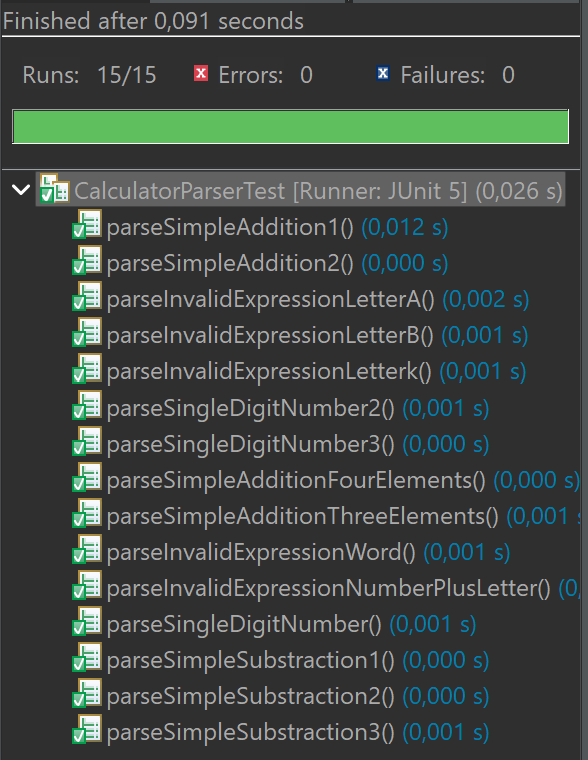 Finished after 0,091 seconds
Runs: 15/15 Errors: 0 Failures: 0
CalculatorParserTest [Runner: JUnit 5] (0,026 s)
parseSimpleAddition1() (0,012 s)
parseSimpleAddition2() (0,000 s)
parseInvalidExpressionLetterA() (0,002 s)
parseInvalidExpressionLetterB() (0,001 s)
parseInvalidExpressionLetterk() (0,001 s)
parseSingleDigitNumber2() (0,001 s)
parseSingleDigitNumber3() (0,000 s)
parseSimpleAdditionFourElements() (0,000 s)
parseSimpleAdditionThreeElements() (0,001 s
parseInvalidExpressionWord() (0,001 s)
parseInvalidExpressionNumberPlusLetter() (0,
parseSingleDigitNumber() (0,001 s)
parseSimpleSubstraction1() (0,000 s)
parseSimpleSubstraction2() (0,000 s)
parseSimpleSubstraction3() (0,001 s)